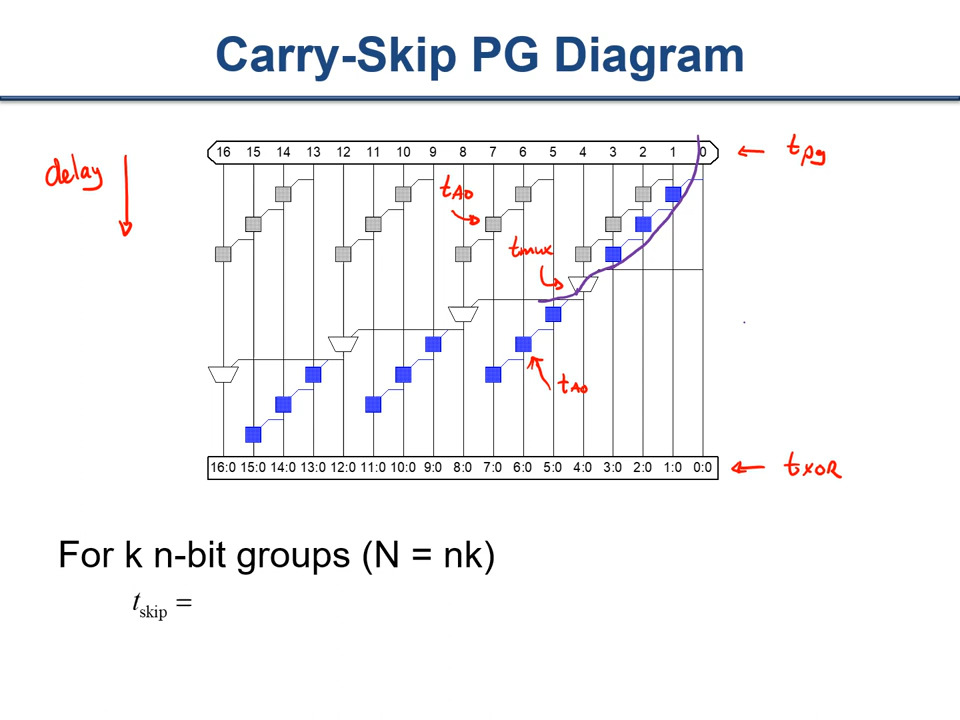 Carry-Skip PG Diagram
16 15 14 13 12 11 10 9 8 7 6 5 4 3 2 1 0
← tpg
delay
tAO
tmux
tAO
16:0 15:0 14:0 13:0 12:0 11:0 10:0 9:0 8:0 7:0 6:0 5:0 4:0 3:0 2:0 1:0 0:0
← txOR
For k n-bit groups (N = nk)
tskip =